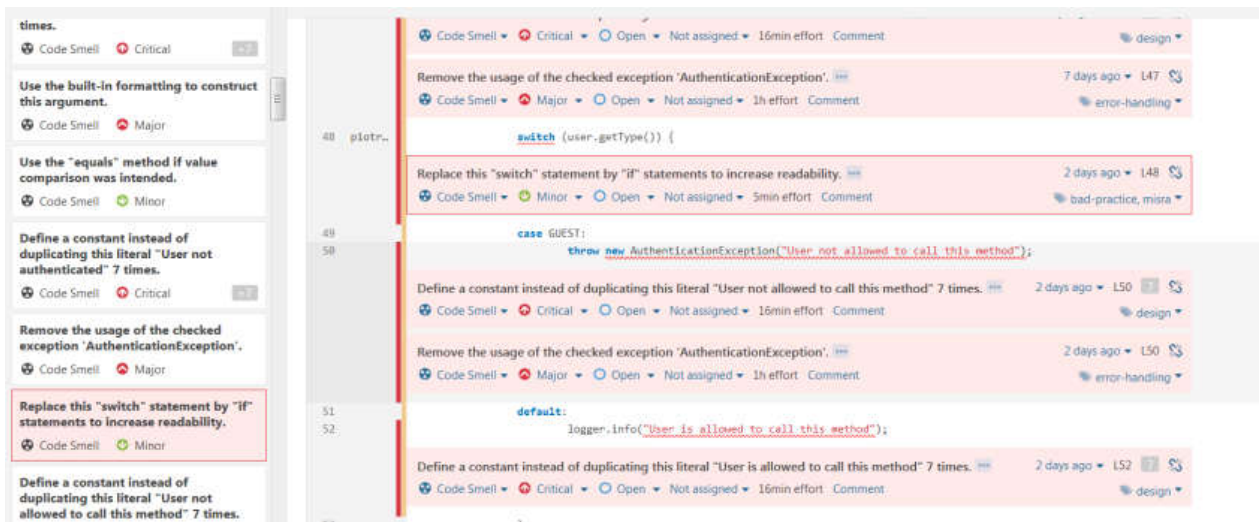 times.
Code Smell Critical +7
Use the built-in formatting to construct
this argument.
Code Smell Major
Use the "equals" method if value
comparison was intended.
Code Smell Minor
Define a constant instead of
duplicating this literal "User not
authenticated" 7 times.
Code Smell Critical +7
Remove the usage of the checked
exception 'AuthenticationException'.
Code Smell Major
Replace this "switch" statement by "if"
statements to increase readability.
Code Smell Minor
Define a constant instead of
duplicating this literal "User not
allowed to call this method" 7 times.
Code Smell Critical Open Not assigned 16min effort Comment
design
Remove the usage of the checked exception 'AuthenticationException'. ... 7 days ago L47
Code Smell Major Open Not assigned 1h effort Comment
error-handling
48 piotr... switch (user.getType()) {
Replace this "switch" statement by "if" statements to increase readability. ... 2 days ago L48
Code Smell Minor Open Not assigned 5min effort Comment
bad-practice, misra
49 case GUEST:
50 throw new AuthenticationException("User not allowed to call this method");
Define a constant instead of duplicating this literal "User not allowed to call this method" 7 times. ... 2 days ago L50 7
Code Smell Critical Open Not assigned 16min effort Comment
design
Remove the usage of the checked exception 'AuthenticationException'. ... 2 days ago L50
Code Smell Major Open Not assigned 1h effort Comment
error-handling
51 default:
52 logger.info("User is allowed to call this method");
Define a constant instead of duplicating this literal "User is allowed to call this method" 7 times. ... 2 days ago L52 7
Code Smell Critical Open Not assigned 16min effort Comment
design